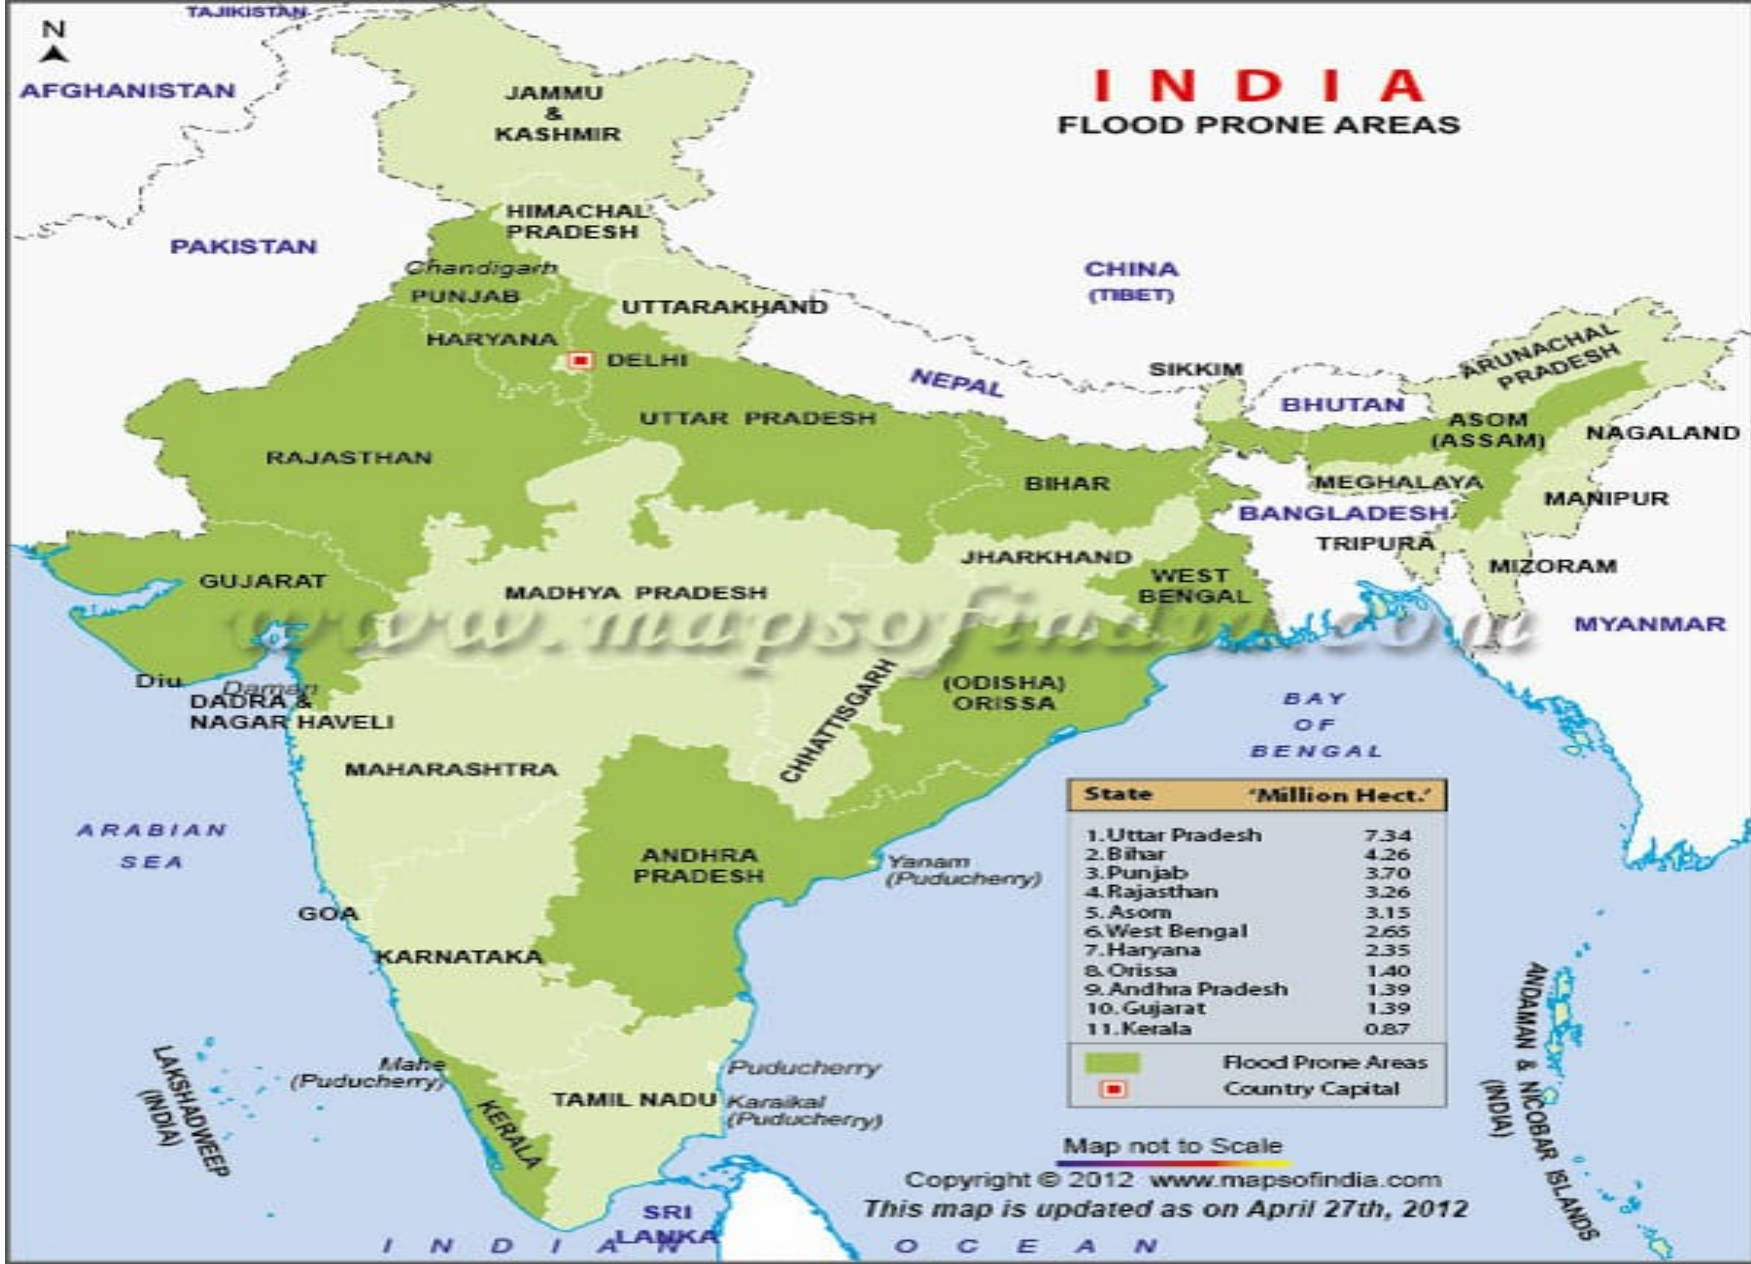 TAJIKISTAN
N
AFGHANISTAN
I N D I A
FLOOD PRONE AREAS
JAMMU
&
KASHMIR
HIMACHAL
PRADESH
PAKISTAN
Chandigarh
PUNJAB
UTTARAKHAND
CHINA
(TIBET)
HARYANA
DELHI
NEPAL
SIKKIM
BHUTAN
ARUNACHAL
PRADESH
ASOM
(ASSAM)
NAGALAND
UTTAR PRADESH
RAJASTHAN
BIHAR
MEGHALAYA
MANIPUR
BANGLADESH
TRIPURA
MIZORAM
JHARKHAND
WEST
BENGAL
GUJARAT
MADHYA PRADESH
www.mapsofindia.com
MYANMAR
Diu
Daman
DADRA &
NAGAR HAVELI
CHHATTISGARH
(ODISHA)
ORISSA
BAY
OF
BENGAL
MAHARASHTRA
ARABIAN
SEA
ANDHRA
PRADESH
Yanam
(Puducherry)
GOA
KARNATAKA
State 'Million Hect.'
1.Uttar Pradesh 7.34
2.Bihar 4.26
3.Punjab 3.70
4.Rajasthan 3.26
5.Asom 3.15
6.West Bengal 2.65
7.Haryana 2.35
8.Orissa 1.40
9.Andhra Pradesh 1.39
10.Gujarat 1.39
11.Kerala 0.87
Flood Prone Areas
Country Capital
LAKSHADWEEP
(INDIA)
Mahe
(Puducherry)
KERALA
TAMIL NADU
Puducherry
Karaikal
(Puducherry)
ANDAMAN & NICOBAR ISLANDS
(INDIA)
Map not to Scale
Copyright © 2012 www.mapsofindia.com
This map is updated as on April 27th, 2012
SRI
LANKA
I N D I A N O C E A N